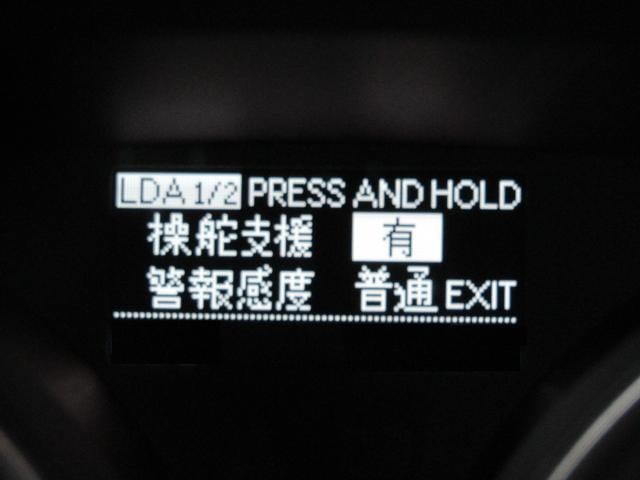 LDA 1/2 PRESS AND HOLD
操舵支援 有
警報感度 普通 EXIT